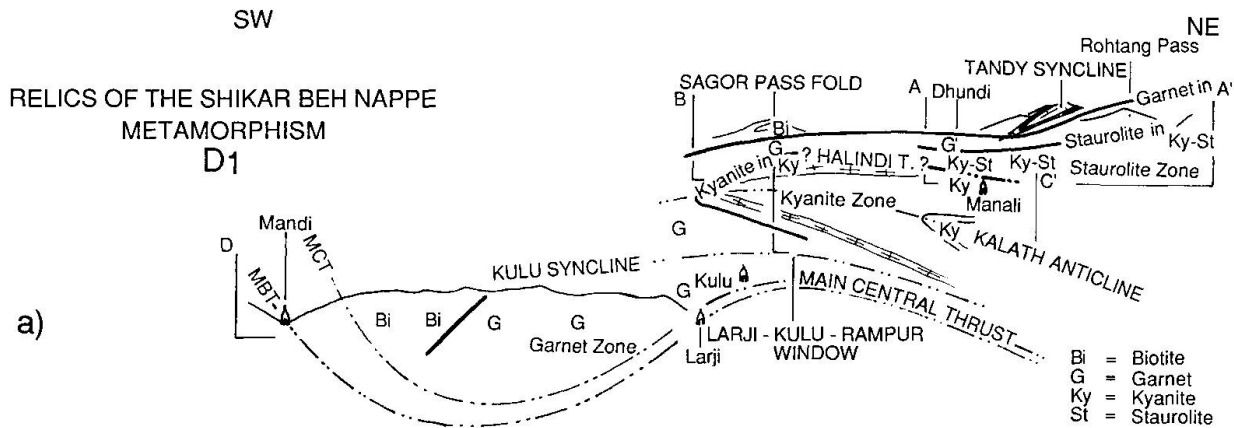 SW
NE
RELICS OF THE SHIKAR BEH NAPPE
METAMORPHISM
D1
a)
Rohtang Pass
TANDY SYNCLINE
SAGOR PASS FOLD
B
A
Dhundi
Garnet in
A'
Bi
G
Staurolite in
Ky-St
Kyanite in
G
Ky
? HALINDI T. ?
Ky-St
Ky-St
Staurolite Zone
Ky
C'
Manali
Kyanite Zone
Ky
KALATH ANTICLINE
G
D
Mandi
MCT
MBT
KULU SYNCLINE
G
Kulu
MAIN CENTRAL THRUST
Bi
Bi
G
G
Garnet Zone
Larji
LARJI - KULU - RAMPUR
WINDOW
Bi = Biotite
G = Garnet
Ky = Kyanite
St = Staurolite